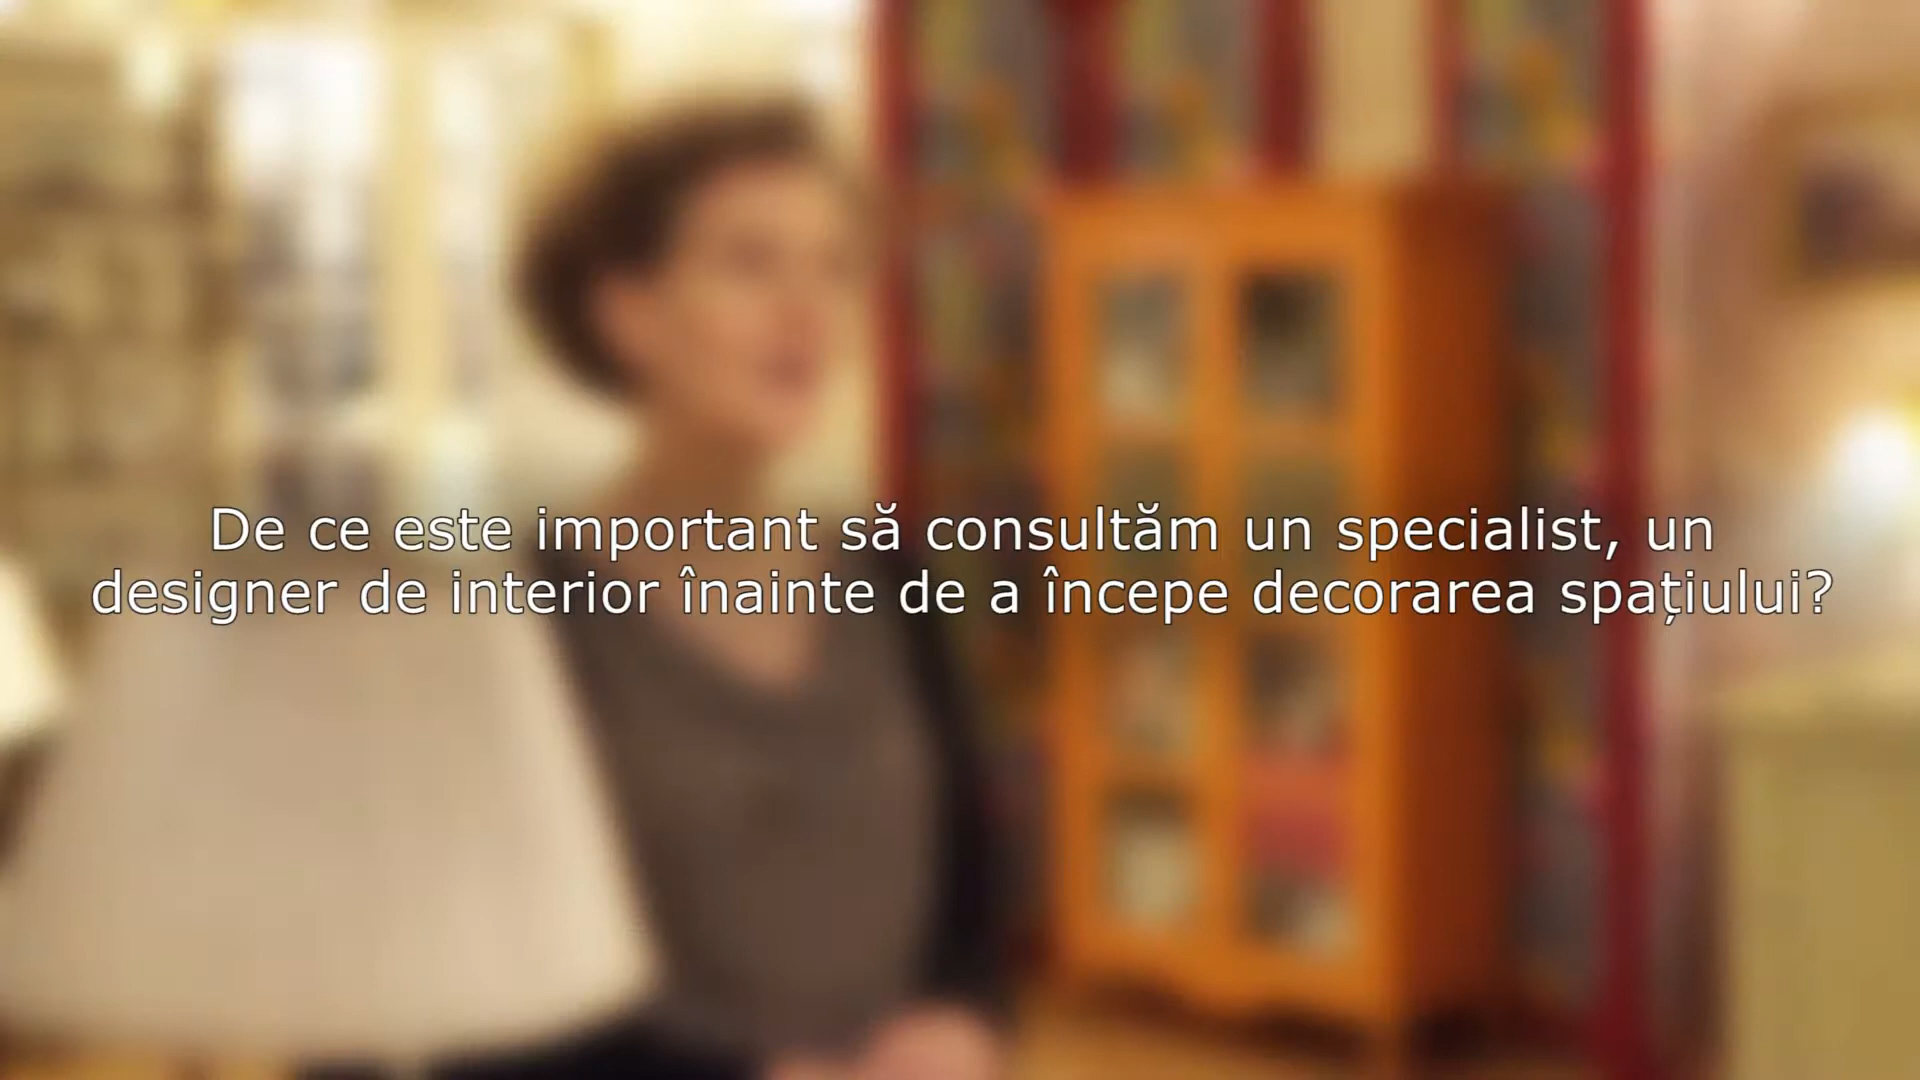 De ce este important să consultăm un specialist, un
designer de interior înainte de a începe decorarea spațiului?